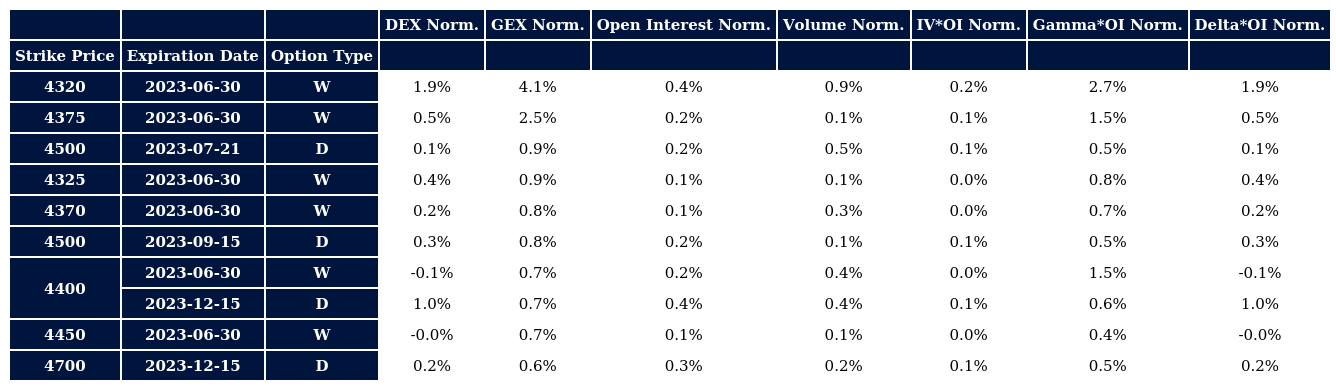 DEX Norm. GEX Norm. Open Interest Norm. Volume Norm. IV*OI Norm. Gamma*OI Norm. Delta*OI Norm.
Strike Price Expiration Date Option Type
4320 2023-06-30 W 1.9% 4.1% 0.4% 0.9% 0.2% 2.7% 1.9%
4375 2023-06-30 W 0.5% 2.5% 0.2% 0.1% 0.1% 1.5% 0.5%
4500 2023-07-21 D 0.1% 0.9% 0.2% 0.5% 0.1% 0.5% 0.1%
4325 2023-06-30 W 0.4% 0.9% 0.1% 0.1% 0.0% 0.8% 0.4%
4370 2023-06-30 W 0.2% 0.8% 0.1% 0.3% 0.0% 0.7% 0.2%
4500 2023-09-15 D 0.3% 0.8% 0.2% 0.1% 0.1% 0.5% 0.3%
4400 2023-06-30 W -0.1% 0.7% 0.2% 0.4% 0.0% 1.5% -0.1%
2023-12-15 D 1.0% 0.7% 0.4% 0.4% 0.1% 0.6% 1.0%
4450 2023-06-30 W -0.0% 0.7% 0.1% 0.1% 0.0% 0.4% -0.0%
4700 2023-12-15 D 0.2% 0.6% 0.3% 0.2% 0.1% 0.5% 0.2%